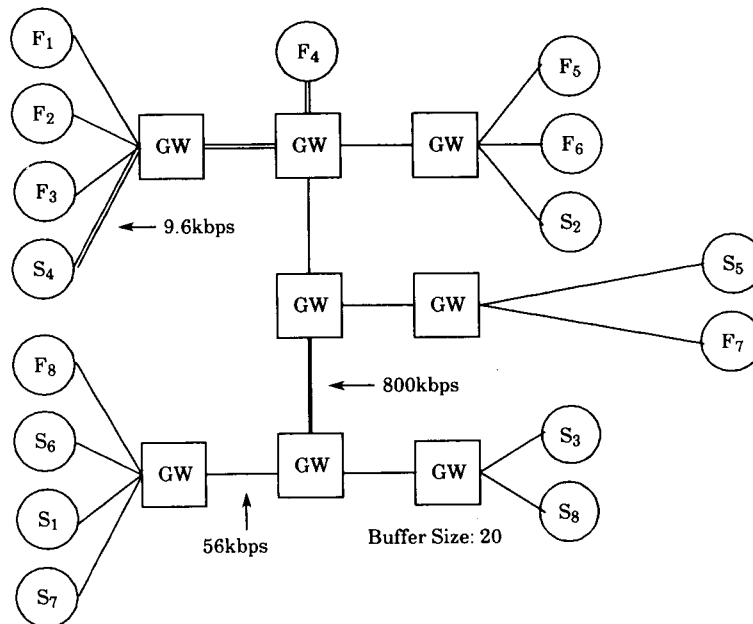 F₁
F₄
F₅
F₂
GW
GW
GW
F₆
F₃
9.6kbps
S₂
S₄
S₅
GW
GW
F₇
F₈
800kbps
S₆
S₃
GW
GW
GW
S₁
S₈
56kbps
Buffer Size: 20
S₇